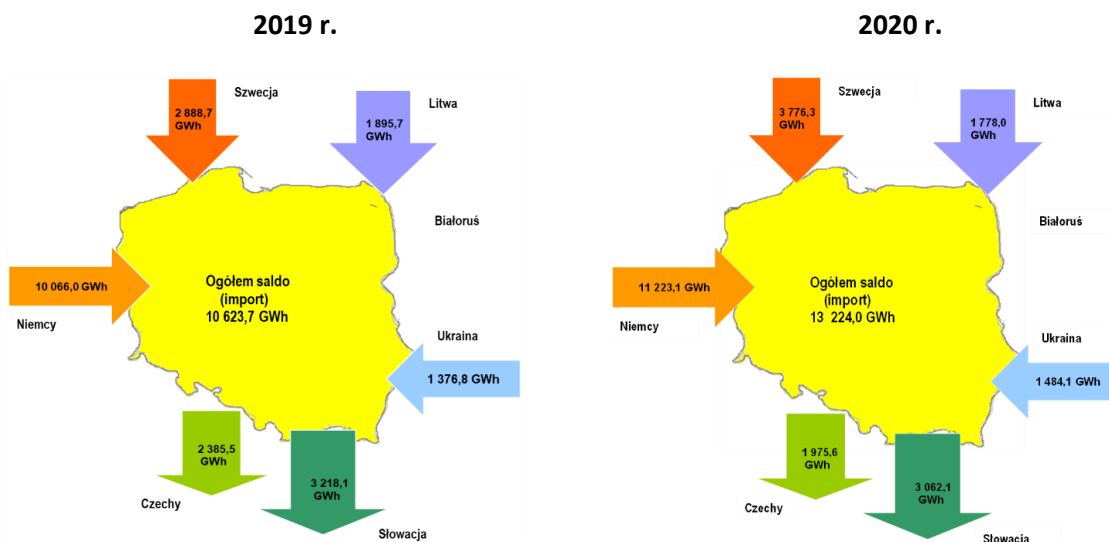 2019 r.
Szwecja
2 888,7
GWh
Litwa
1 895,7
GWh
Białoruś
10 066,0 GWh
Niemcy
Ogółem saldo
(import)
10 623,7 GWh
Ukraina
1 376,8 GWh
2 385,5
GWh
Czechy
3 218,1
GWh
Słowacja
2020 r.
Szwecja
3 776,3
GWh
Litwa
1 778,0
GWh
Białoruś
11 223,1 GWh
Niemcy
Ogółem saldo
(import)
13 224,0 GWh
Ukraina
1 484,1 GWh
1 975,6
GWh
Czechy
3 062,1
GWh
Słowacja